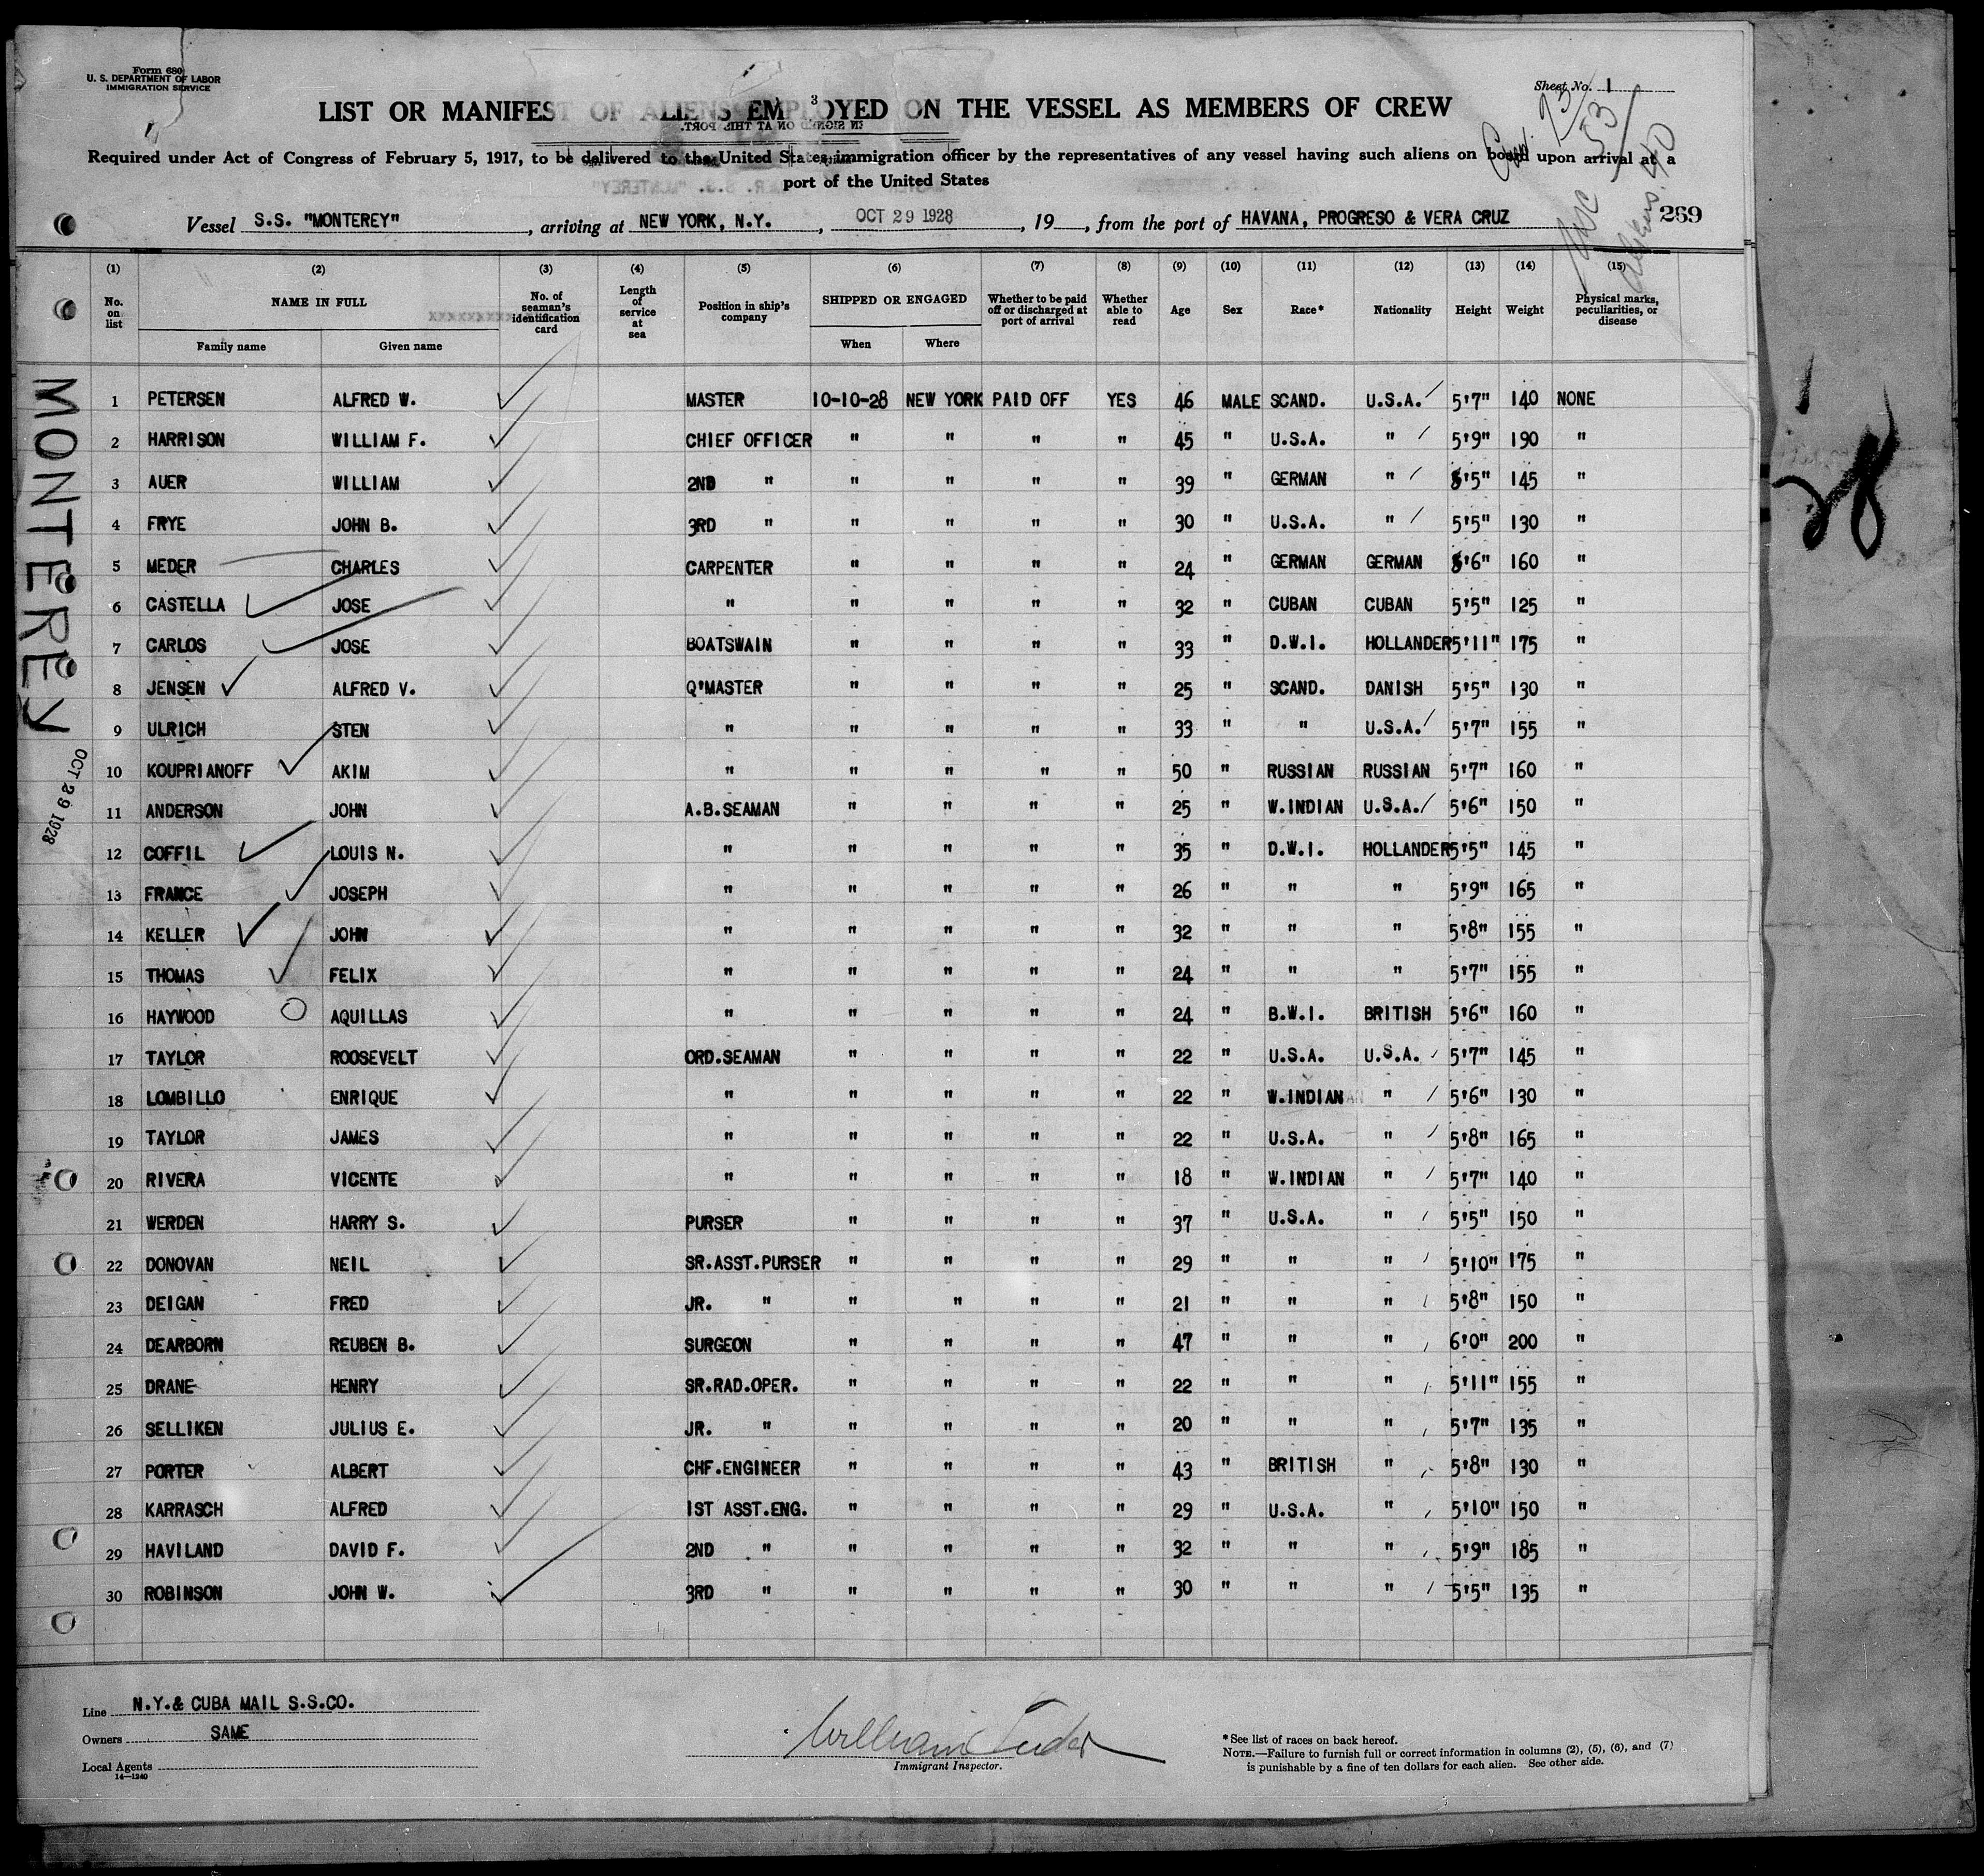 Form 680
U. S. DEPARTMENT OF LABOR
IMMIGRATION SERVICE
Sheet No. 1
LIST OR MANIFEST OF ALIENS EMPLOYED ON THE VESSEL AS MEMBERS OF CREW
Required under Act of Congress of February 5, 1917, to be delivered to the United States immigration officer by the representatives of any vessel having such aliens on board upon arrival at a
port of the United States
Vessel S.S. "MONTEREY", arriving at NEW YORK, N.Y., OCT 29 1928, 19__, from the port of HAVANA, PROGRESO & VERA CRUZ 269
(1) (2) (3) (4) (5) (6) (7) (8) (9) (10) (11) (12) (13) (14) (15)
No. on list NAME IN FULL No. of seaman's identification card Length of service at sea Position in ship's company SHIPPED OR ENGAGED Whether to be paid off or discharged at port of arrival Whether able to read Age Sex Race* Nationality Height Weight Physical marks, peculiarities, or disease
Family name Given name When Where
1 PETERSEN ALFRED W. MASTER 10-10-28 NEW YORK PAID OFF YES 46 MALE SCAND. U.S.A. 5'7" 140 NONE
2 HARRISON WILLIAM F. CHIEF OFFICER " " " " 45 " U.S.A. " 5'9" 190 "
3 AUER WILLIAM 2ND " " " " " 39 " GERMAN " 5'5" 145 "
4 FRYE JOHN B. 3RD " " " " " 30 " U.S.A. " 5'5" 130 "
5 MEDER CHARLES CARPENTER " " " " 24 " GERMAN GERMAN 5'6" 160 "
6 CASTELLA JOSE " " " " " 32 " CUBAN CUBAN 5'5" 125 "
7 CARLOS JOSE BOATSWAIN " " " " 33 " D.W.I. HOLLANDER 5'11" 175 "
8 JENSEN ALFRED V. Q'MASTER " " " " 25 " SCAND. DANISH 5'5" 130 "
9 ULRICH STEN " " " " " 33 " " U.S.A. 5'7" 155 "
10 KOUPRIANOFF AKIM " " " " " 50 " RUSSIAN RUSSIAN 5'7" 160 "
11 ANDERSON JOHN A.B.SEAMAN " " " " 25 " W.INDIAN U.S.A. 5'6" 150 "
12 COFFIL LOUIS N. " " " " " 35 " D.W.I. HOLLANDER 5'5" 145 "
13 FRANCE JOSEPH " " " " " 26 " " " 5'9" 165 "
14 KELLER JOHN " " " " " 32 " " " 5'8" 155 "
15 THOMAS FELIX " " " " " 24 " " " 5'7" 155 "
16 HAYWOOD AQUILLAS " " " " " 24 " B.W.I. BRITISH 5'6" 160 "
17 TAYLOR ROOSEVELT ORD.SEAMAN " " " " 22 " U.S.A. U.S.A. 5'7" 145 "
18 LOMBILLO ENRIQUE " " " " " 22 " W.INDIAN " 5'6" 130 "
19 TAYLOR JAMES " " " " " 22 " U.S.A. " 5'8" 165 "
20 RIVERA VICENTE " " " " " 18 " W.INDIAN " 5'7" 140 "
21 WERDEN HARRY S. PURSER " " " " 37 " U.S.A. " 5'5" 150 "
22 DONOVAN NEIL SR.ASST.PURSER " " " " 29 " " " 5'10" 175 "
23 DEIGAN FRED JR. " " " " " 21 " " " 5'8" 150 "
24 DEARBORN REUBEN B. SURGEON " " " " 47 " " " 6'0" 200 "
25 DRANE HENRY SR.RAD.OPER. " " " " 22 " " " 5'11" 155 "
26 SELLIKEN JULIUS E. JR. " " " " " 20 " " " 5'7" 135 "
27 PORTER ALBERT CHF.ENGINEER " " " " 43 " BRITISH " 5'8" 130 "
28 KARRASCH ALFRED 1ST ASST.ENG. " " " " 29 " U.S.A. " 5'10" 150 "
29 HAVILAND DAVID F. 2ND " " " " " 32 " " " 5'9" 185 "
30 ROBINSON JOHN W. 3RD " " " " " 30 " " " 5'5" 135 "
MONTEREY
OCT 29 1928
Line N.Y.& CUBA MAIL S.S.CO.
Owners SAME
Local Agents
14-1240
William Tudor
Immigrant Inspector.
* See list of races on back hereof.
NOTE.—Failure to furnish full or correct information in columns (2), (5), (6), and (7)
is punishable by a fine of ten dollars for each alien. See other side.